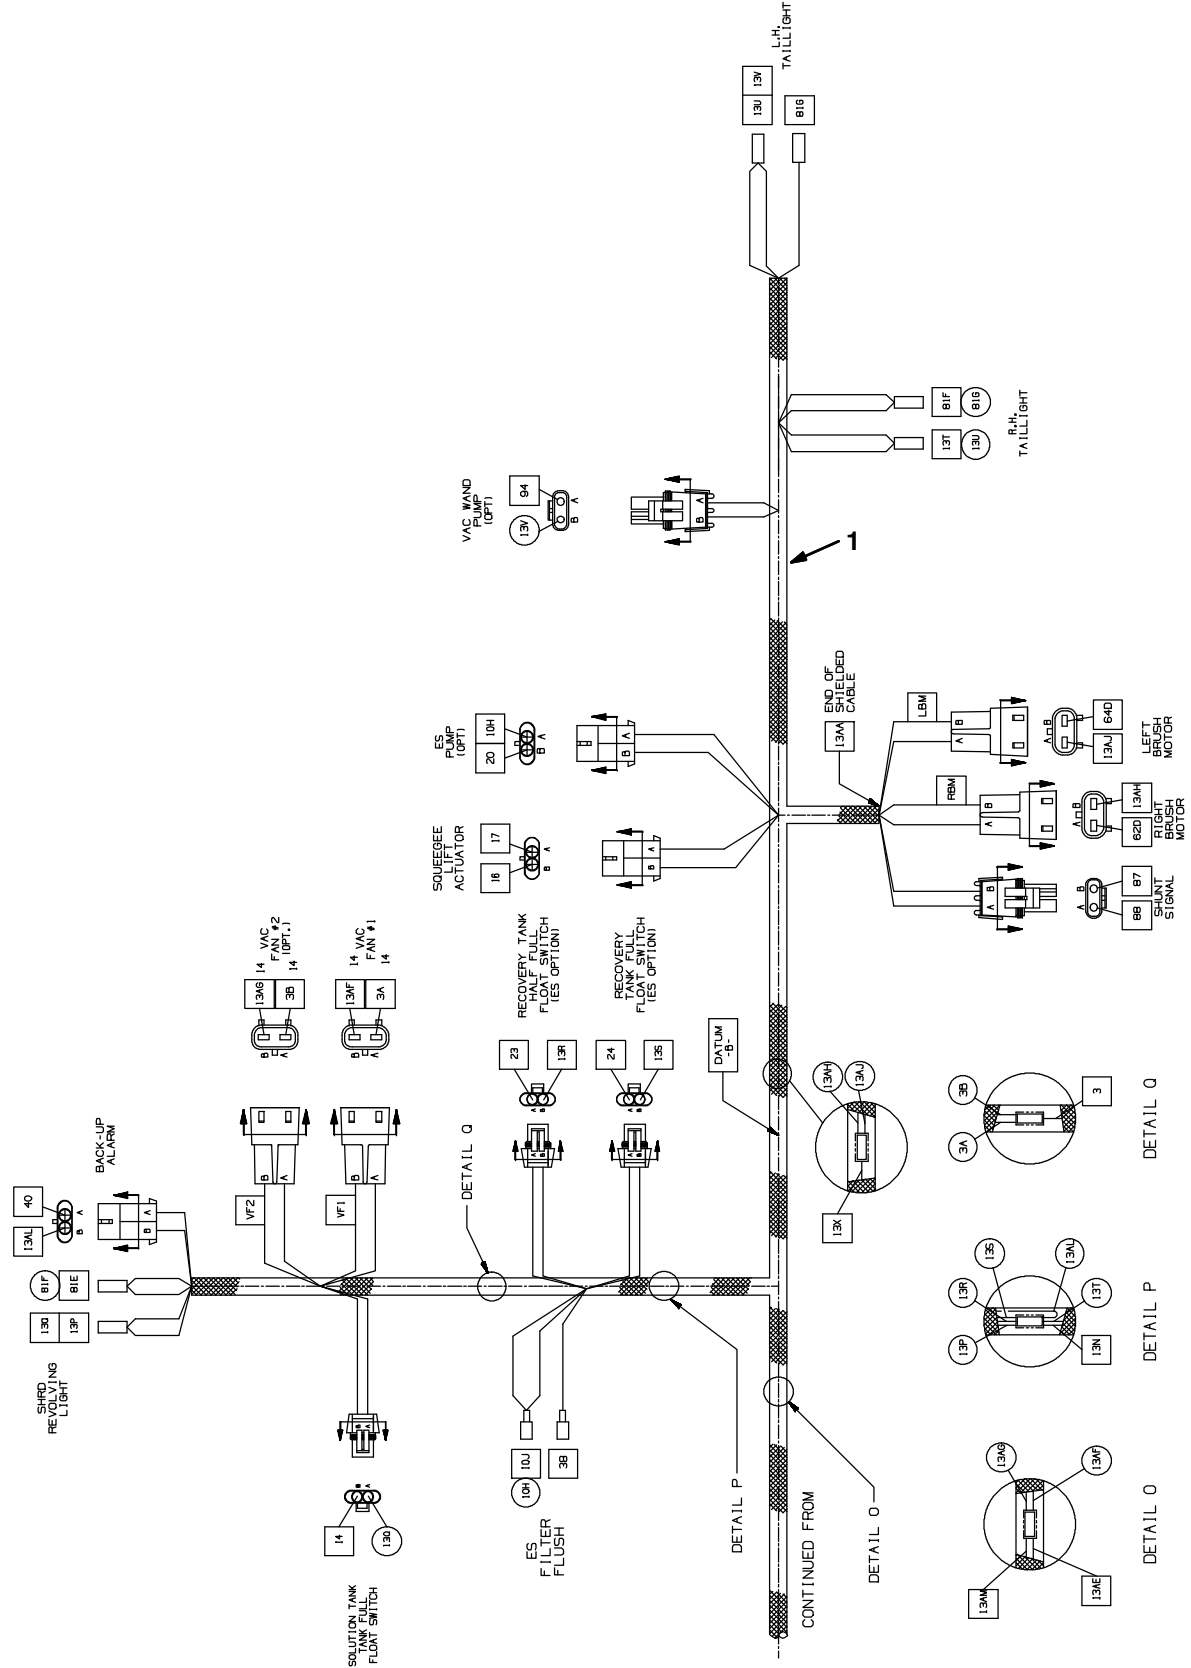 L.H.
TAILLIGHT
13U
13V
81G
81F
81G
13T
13U
R.H.
TAILLIGHT
VAC WAND
PUMP
(OPT)
13V
94
B
A
B
A
1
ES
PUMP
(OPT)
20
10H
B
A
B
A
SQUEEGEE
LIFT
ACTUATOR
16
17
B
A
B
A
END OF
SHIELDED
CABLE
13AA
LBM
A
B
A
B
13AJ
64D
LEFT
BRUSH
MOTOR
RBM
A
B
A
B
62D
13AH
RIGHT
BRUSH
MOTOR
A
B
A
B
88
87
SHUNT
SIGNAL
14 VAC
FAN #2
(OPT.)
14
13AG
3B
B
A
14 VAC
FAN #1
14
13AF
3A
B
A
VF2
B
A
VF1
B
A
RECOVERY TANK
HALF FULL
FLOAT SWITCH
(ES OPTION)
23
13R
A
B
A
B
RECOVERY
TANK FULL
FLOAT SWITCH
(ES OPTION)
24
13S
A
B
A
B
DATUM
-B-
BACK-UP
ALARM
13AL
40
B
A
B
A
81F
81E
13Q
13P
SHRD
REVOLVING
LIGHT
B
A
B
A
14
13Q
SOLUTION TANK
TANK FULL
FLOAT SWITCH
DETAIL Q
10J
10H
3B
ES
FILTER
FLUSH
DETAIL P
DETAIL O
CONTINUED FROM
13AH
13AJ
13X
3B
3A
3
DETAIL Q
13R
13S
13AL
13P
13N
13T
DETAIL P
13AG
13AF
13AM
13AE
DETAIL O